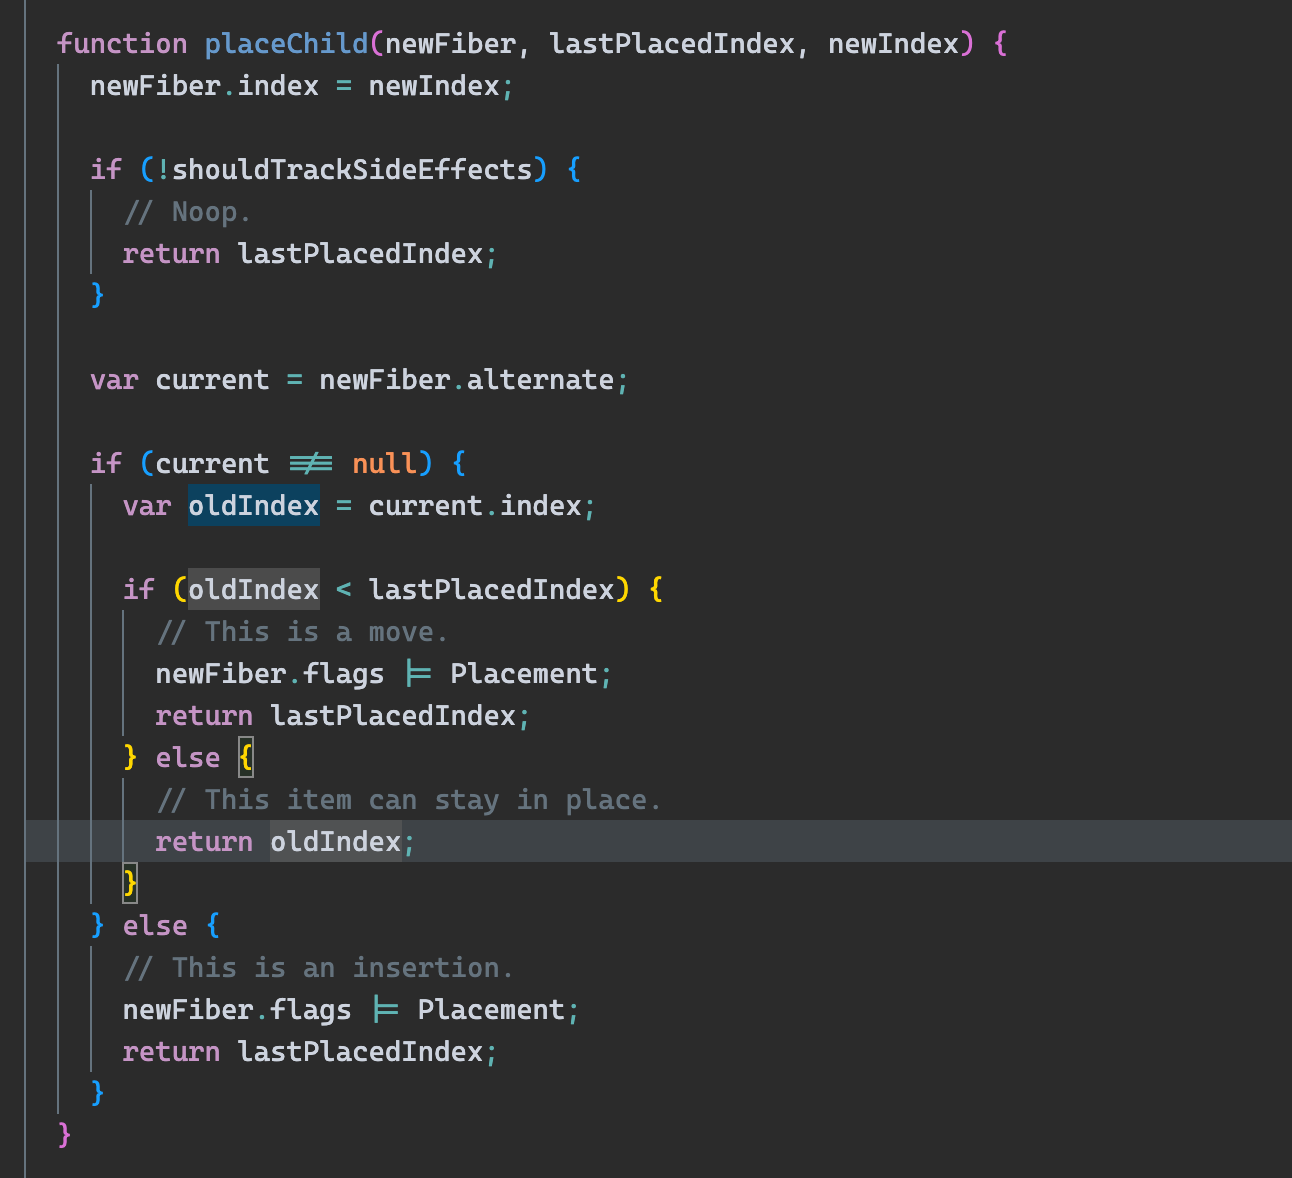 function placeChild(newFiber, lastPlacedIndex, newIndex) {
newFiber.index = newIndex;
if (!shouldTrackSideEffects) {
// Noop.
return lastPlacedIndex;
}
var current = newFiber.alternate;
if (current !== null) {
var oldIndex = current.index;
if (oldIndex < lastPlacedIndex) {
// This is a move.
newFiber.flags |= Placement;
return lastPlacedIndex;
} else {
// This item can stay in place.
return oldIndex;
}
} else {
// This is an insertion.
newFiber.flags |= Placement;
return lastPlacedIndex;
}
}